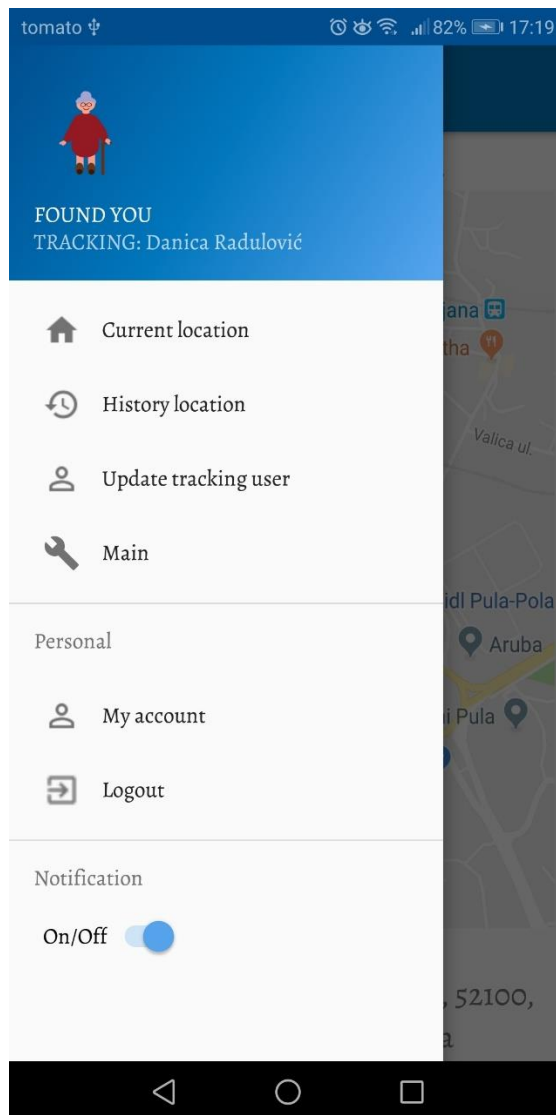 tomato 82% 17:19
FOUND YOU
TRACKING: Danica Radulović
Current location
History location
Update tracking user
Main
Personal
My account
Logout
Notification
On/Off
jana
tha
Valica ul.
idl Pula-Pola
Aruba
i Pula
, 52100,
a